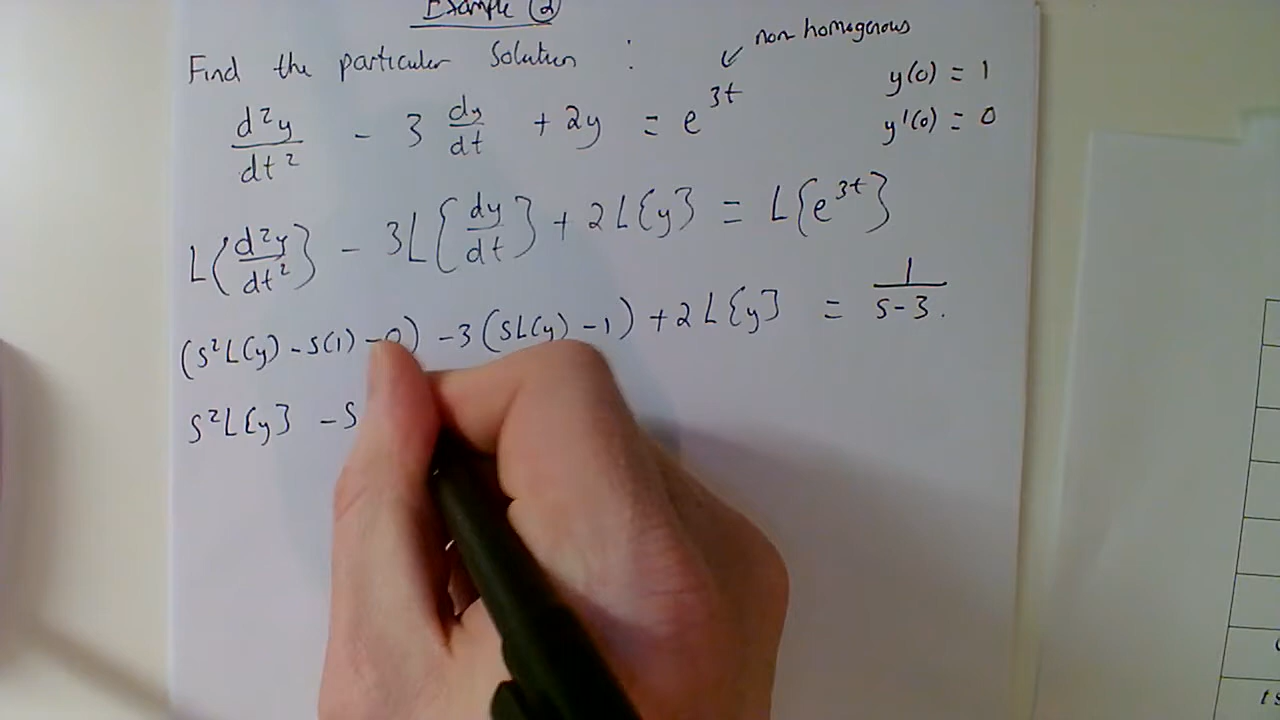 Example (2)
non homogenous
Find the particular Solution :
y(0) = 1
d²y/dt² - 3 dy/dt + 2y = e^3t
y'(0) = 0
L(d²y/dt²) - 3L{dy/dt} + 2L{y} = L{e^3t}
(s²L(y) - s(1) - 0) - 3(sL(y) - 1) + 2L{y} = 1/s-3.
s²L{y} - s